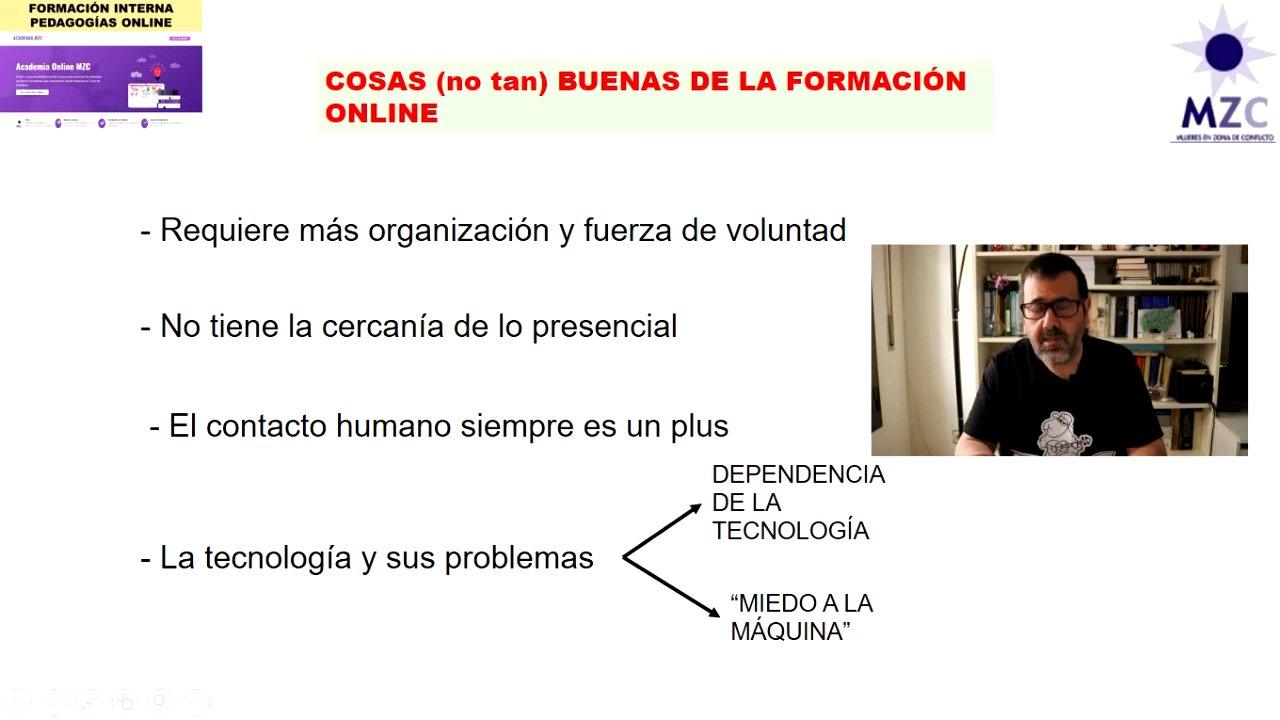 FORMACIÓN INTERNA
PEDAGOGÍAS ONLINE
ACADEMIA MZC
Academia Online MZC
COSAS (no tan) BUENAS DE LA FORMACIÓN
ONLINE
MZC
MUJERES EN ZONA DE CONFLICTO
- Requiere más organización y fuerza de voluntad
- No tiene la cercanía de lo presencial
- El contacto humano siempre es un plus
DEPENDENCIA
DE LA
TECNOLOGÍA
- La tecnología y sus problemas
“MIEDO A LA
MÁQUINA”